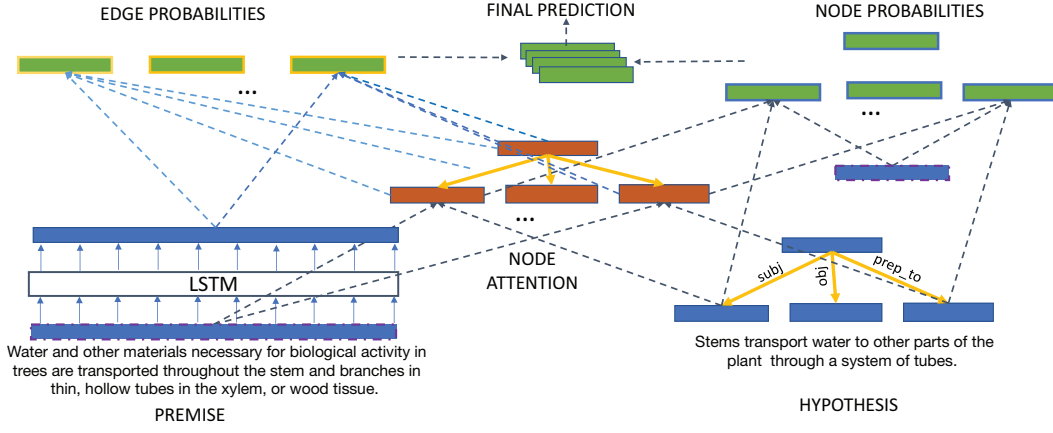 EDGE PROBABILITIES
FINAL PREDICTION
NODE PROBABILITIES
...
...
...
NODE
ATTENTION
LSTM
subj
obj
prep_to
Water and other materials necessary for biological activity in
trees are transported throughout the stem and branches in
thin, hollow tubes in the xylem, or wood tissue.
PREMISE
Stems transport water to other parts of the
plant through a system of tubes.
HYPOTHESIS